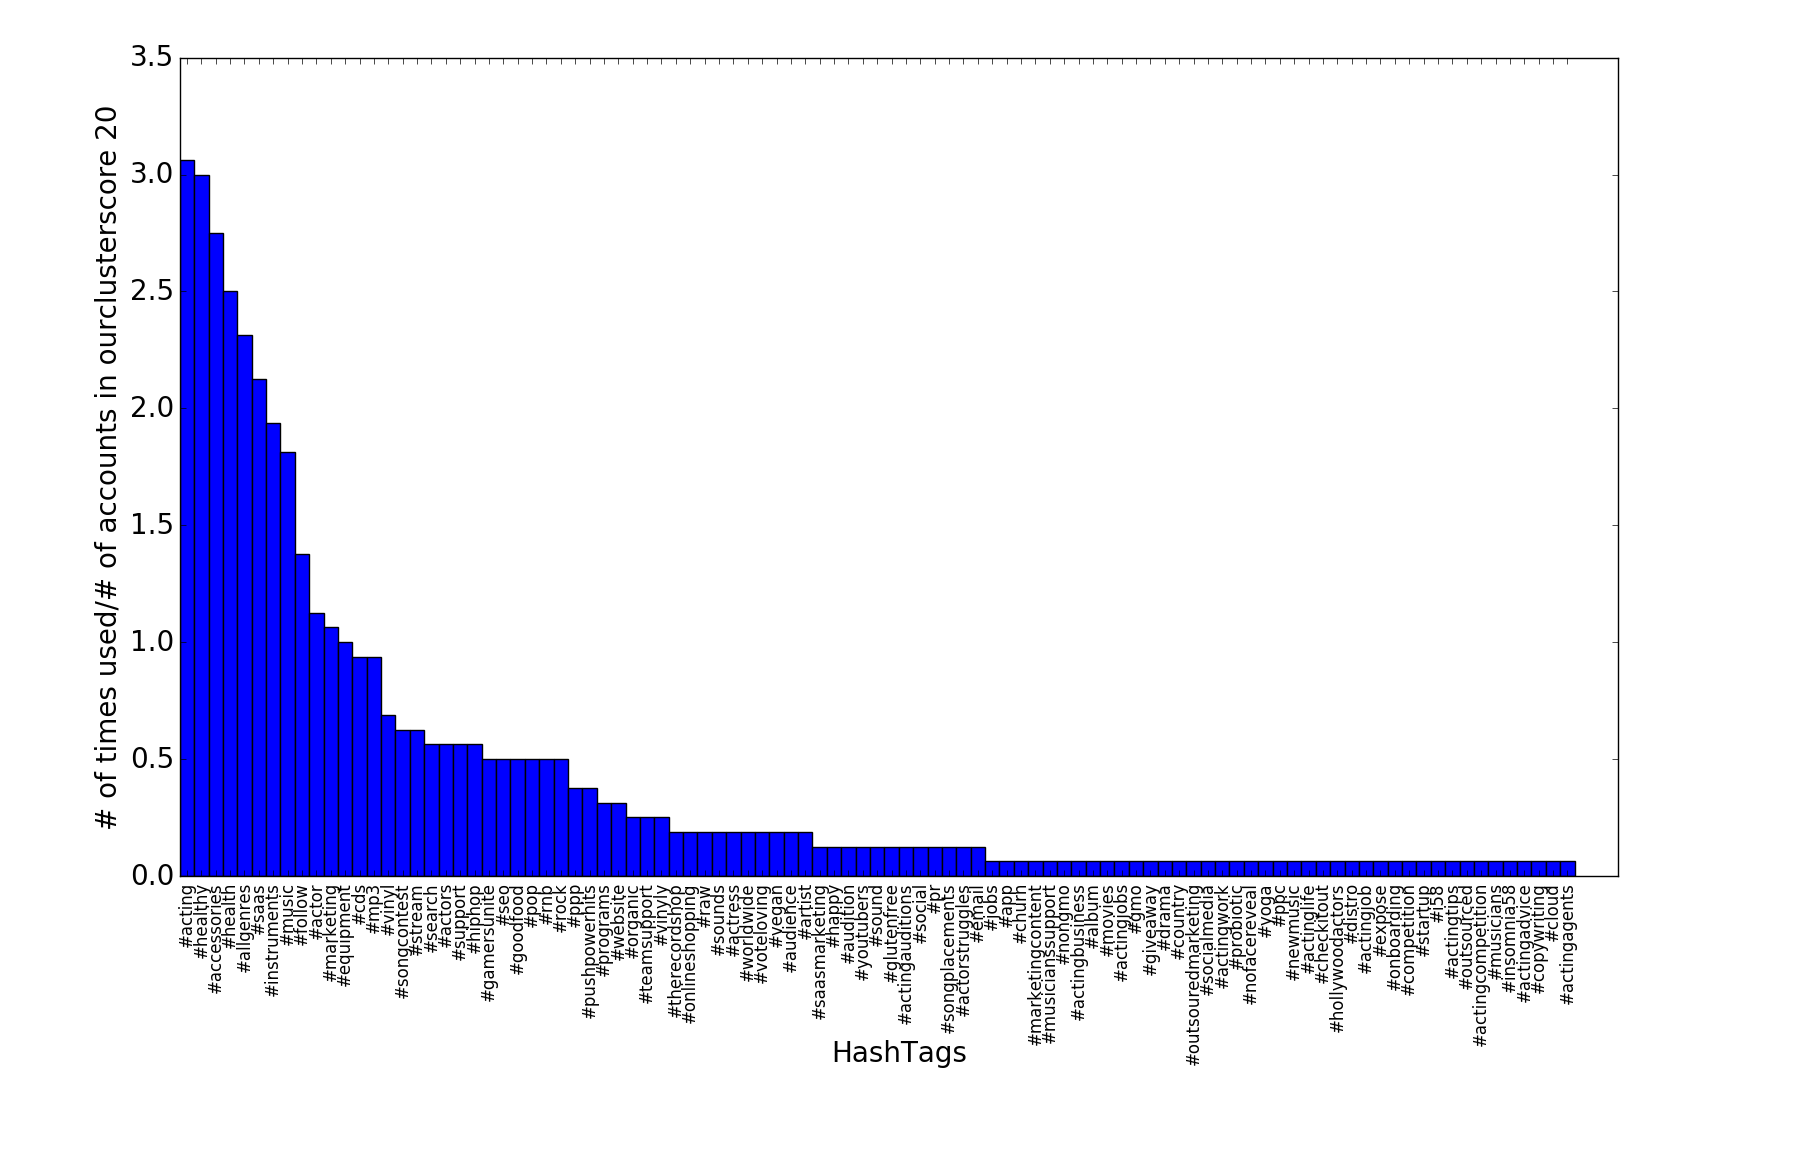 # of times used/# of accounts in ourclusterscore 20
3.5
3.0
2.5
2.0
1.5
1.0
0.5
0.0
#acting
#healthy
#accessories
#health
#allgenres
#saas
#instruments
#music
#follow
#actor
#marketing
#equipment
#cds
#mp3
#vinyl
#songcontest
#stream
#search
#actors
#support
#hiphop
#gamersunite
#seo
#goodfood
#pop
#rnb
#rock
#ppp
#pushpowerhits
#programs
#website
#organic
#teamsupport
#vinyly
#therecordshop
#onlineshopping
#raw
#sounds
#actress
#worldwide
#voteloving
#vegan
#audience
#artist
#saasmarketing
#happy
#audition
#youtubers
#sound
#glutenfree
#actingauditions
#social
#pr
#songplacements
#actorstruggles
#email
#jobs
#app
#churn
#marketingcontent
#musicianssupport
#nongmo
#actingbusiness
#album
#movies
#actingjobs
#gmo
#giveaway
#drama
#country
#outsouredmarketing
#socialmedia
#actingwork
#probiotic
#nofacereveal
#yoga
#ppc
#newmusic
#actinglife
#checkitout
#hollywoodactors
#distro
#actingjob
#expose
#onboarding
#competition
#startup
#i58
#actingtips
#outsourced
#actingcompetition
#musicians
#insomnia58
#actingadvice
#copywriting
#cloud
#actingagents
HashTags